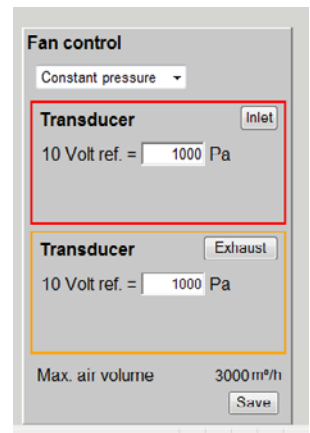 Fan control
Constant pressure
Transducer Inlet
10 Volt ref. = 1000 Pa
Transducer Exhaust
10 Volt ref. = 1000 Pa
Max. air volume 3000 m³/h
Save